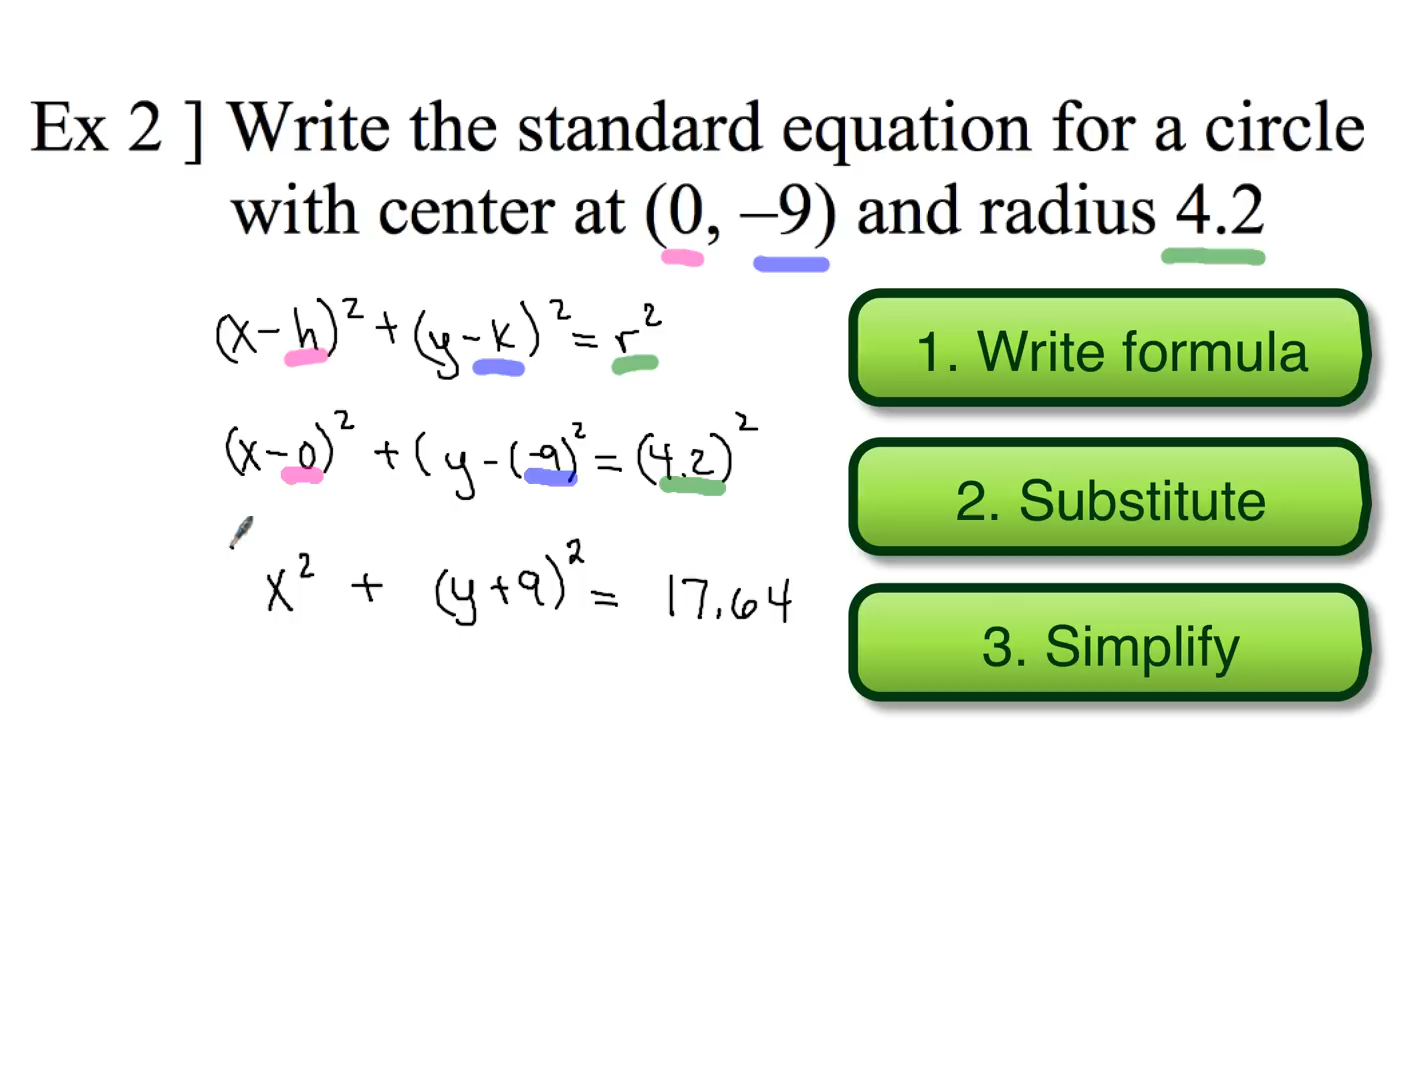 Ex 2 ] Write the standard equation for a circle
with center at (0, –9) and radius 4.2
(x-h)² + (y-k)² = r²
1. Write formula
(x-0)² + (y-(-9)² = (4.2)²
2. Substitute
x² + (y+9)² = 17.64
3. Simplify